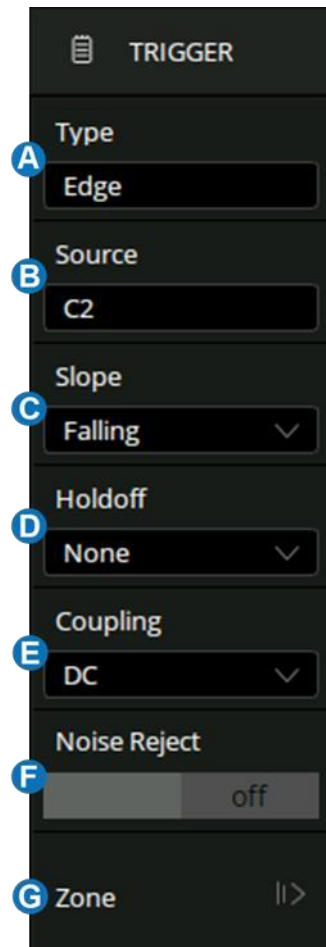 TRIGGER
Type
A
Edge
Source
B
C2
Slope
C
Falling
Holdoff
D
None
Coupling
E
DC
Noise Reject
F
off
G Zone